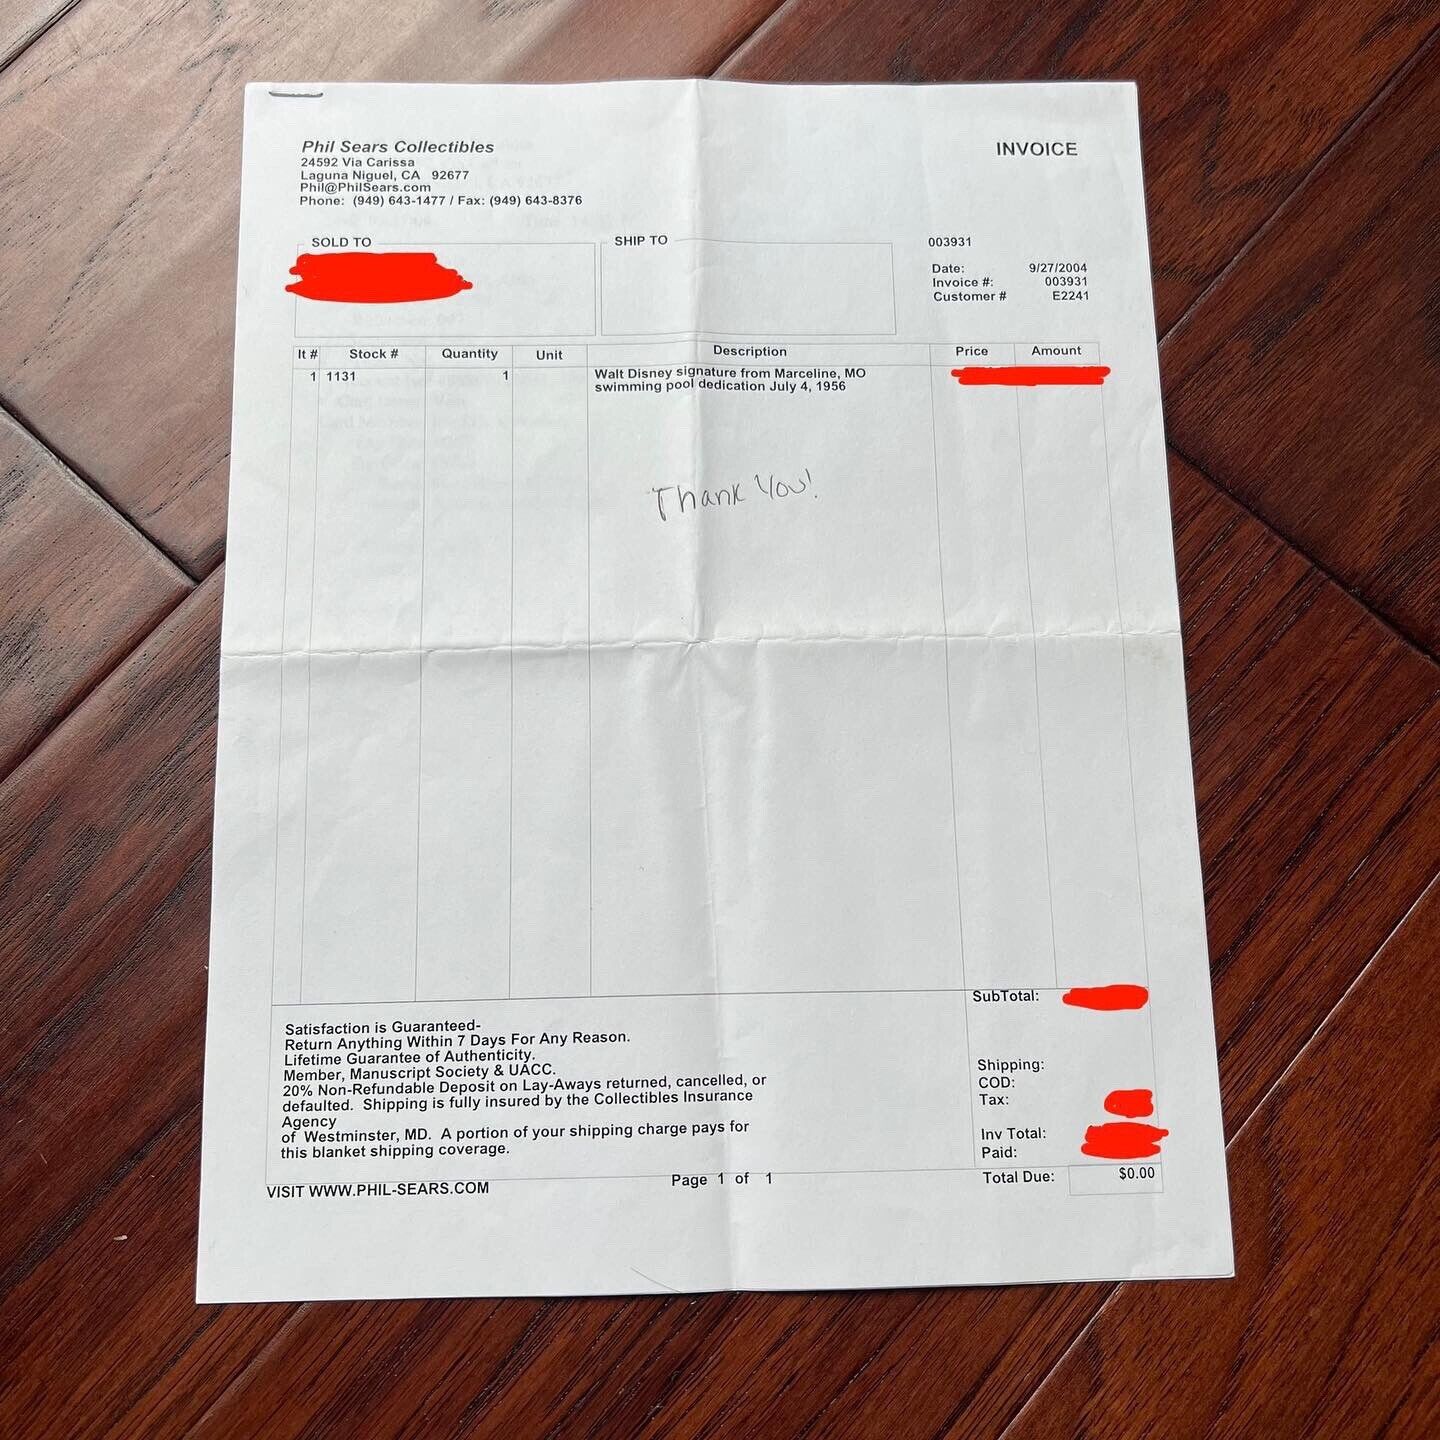 Phil Sears Collectibles
24592 Via Carissa
Laguna Niguel, CA 92677
Phil@PhilSears.com
Phone: (949) 643-1477 / Fax: (949) 643-8376
INVOICE
SOLD TO
SHIP TO
003931
Date: 9/27/2004
Invoice #: 003931
Customer # E2241
It # Stock # Quantity Unit Description Price Amount
1 1131 1 Walt Disney signature from Marceline, MO
swimming pool dedication July 4, 1956
Thank You!
SubTotal:
Satisfaction is Guaranteed-
Return Anything Within 7 Days For Any Reason.
Lifetime Guarantee of Authenticity.
Member, Manuscript Society & UACC.
20% Non-Refundable Deposit on Lay-Aways returned, cancelled, or
defaulted. Shipping is fully insured by the Collectibles Insurance
Agency
of Westminster, MD. A portion of your shipping charge pays for
this blanket shipping coverage.
Shipping:
COD:
Tax:
Inv Total:
Paid:
Total Due: $0.00
VISIT WWW.PHIL-SEARS.COM
Page 1 of 1